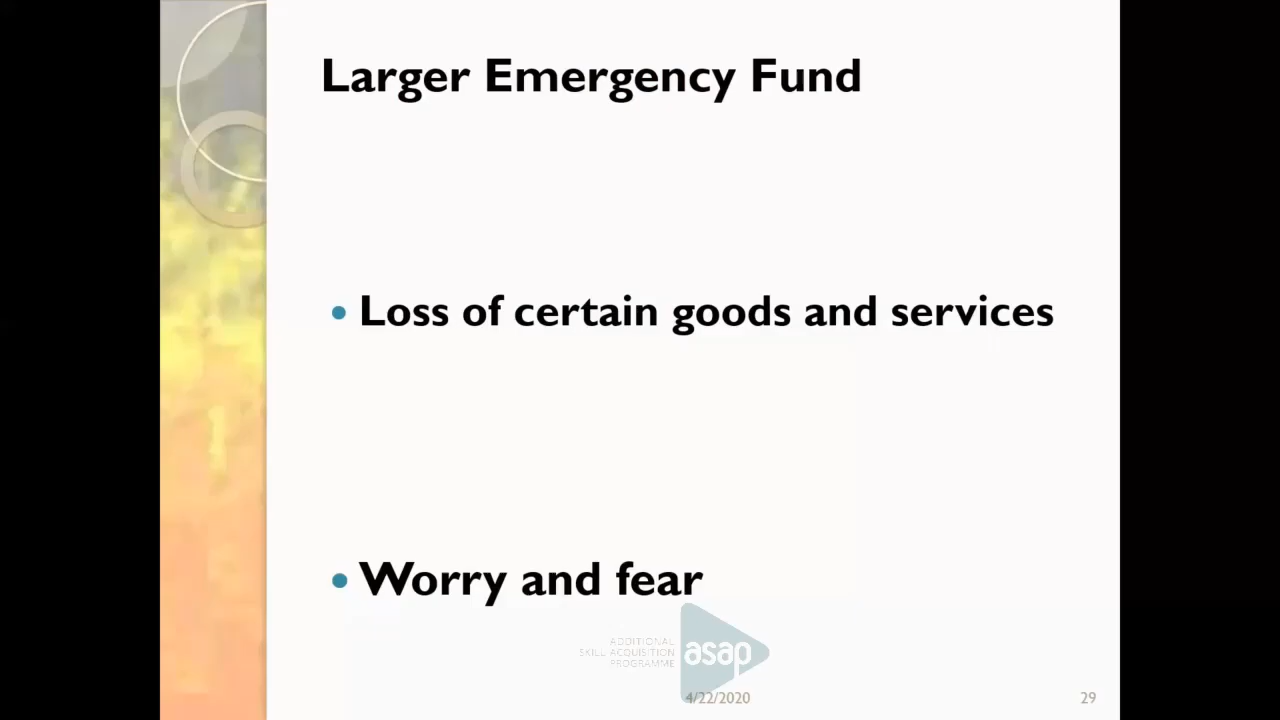 Larger Emergency Fund
• Loss of certain goods and services
• Worry and fear
ADDITIONAL
SKILL ACQUISITION
PROGRAMME
asap
4/22/2020
29